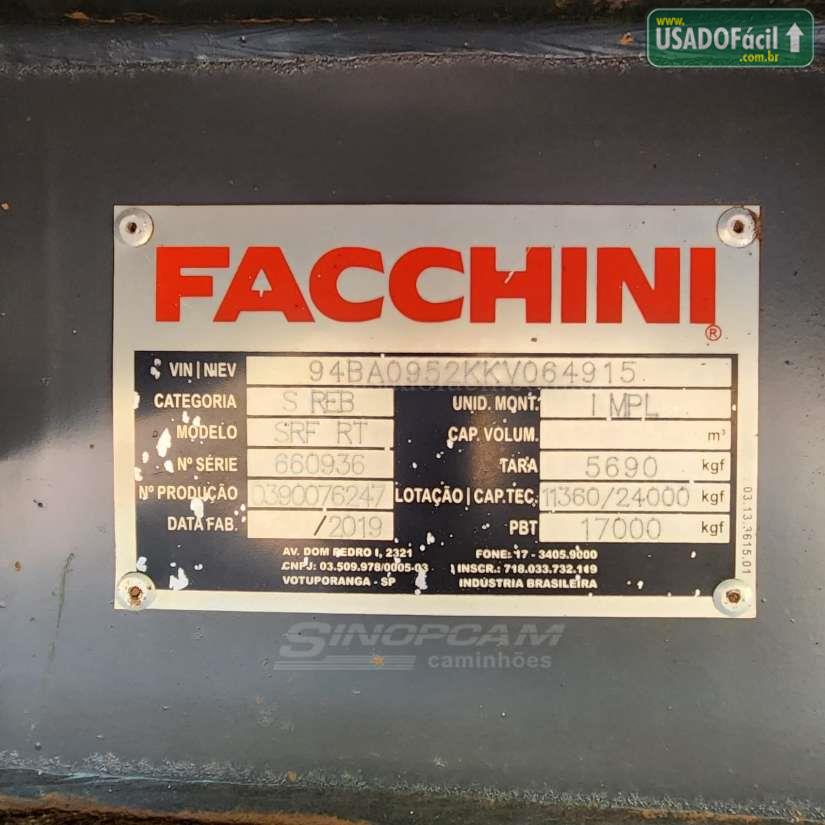 www.
USADOFácil
.com.br
FACCHINI
®
VIN | NIEV 94BA0952KKV064915
CATEGORIA S REB UNID. MONT. IMPL
MODELO SRF RT CAP. VOLUM. m³
Nº SÉRIE 660936 TARA 5690 kgf
Nº PRODUÇÃO 0390076247 LOTAÇÃO | CAP.TEC. 11360/24000 kgf
DATA FAB. /2019 PBT 17000 kgf
AV. DOM PEDRO I, 2321 FONE: 17 - 3405.9000
CNPJ: 03.509.978/0005-03 INSCR.: 718.033.732.119
VOTUPORANGA - SP INDÚSTRIA BRASILEIRA
03.13.3615.01
SINOPCAM
caminhões